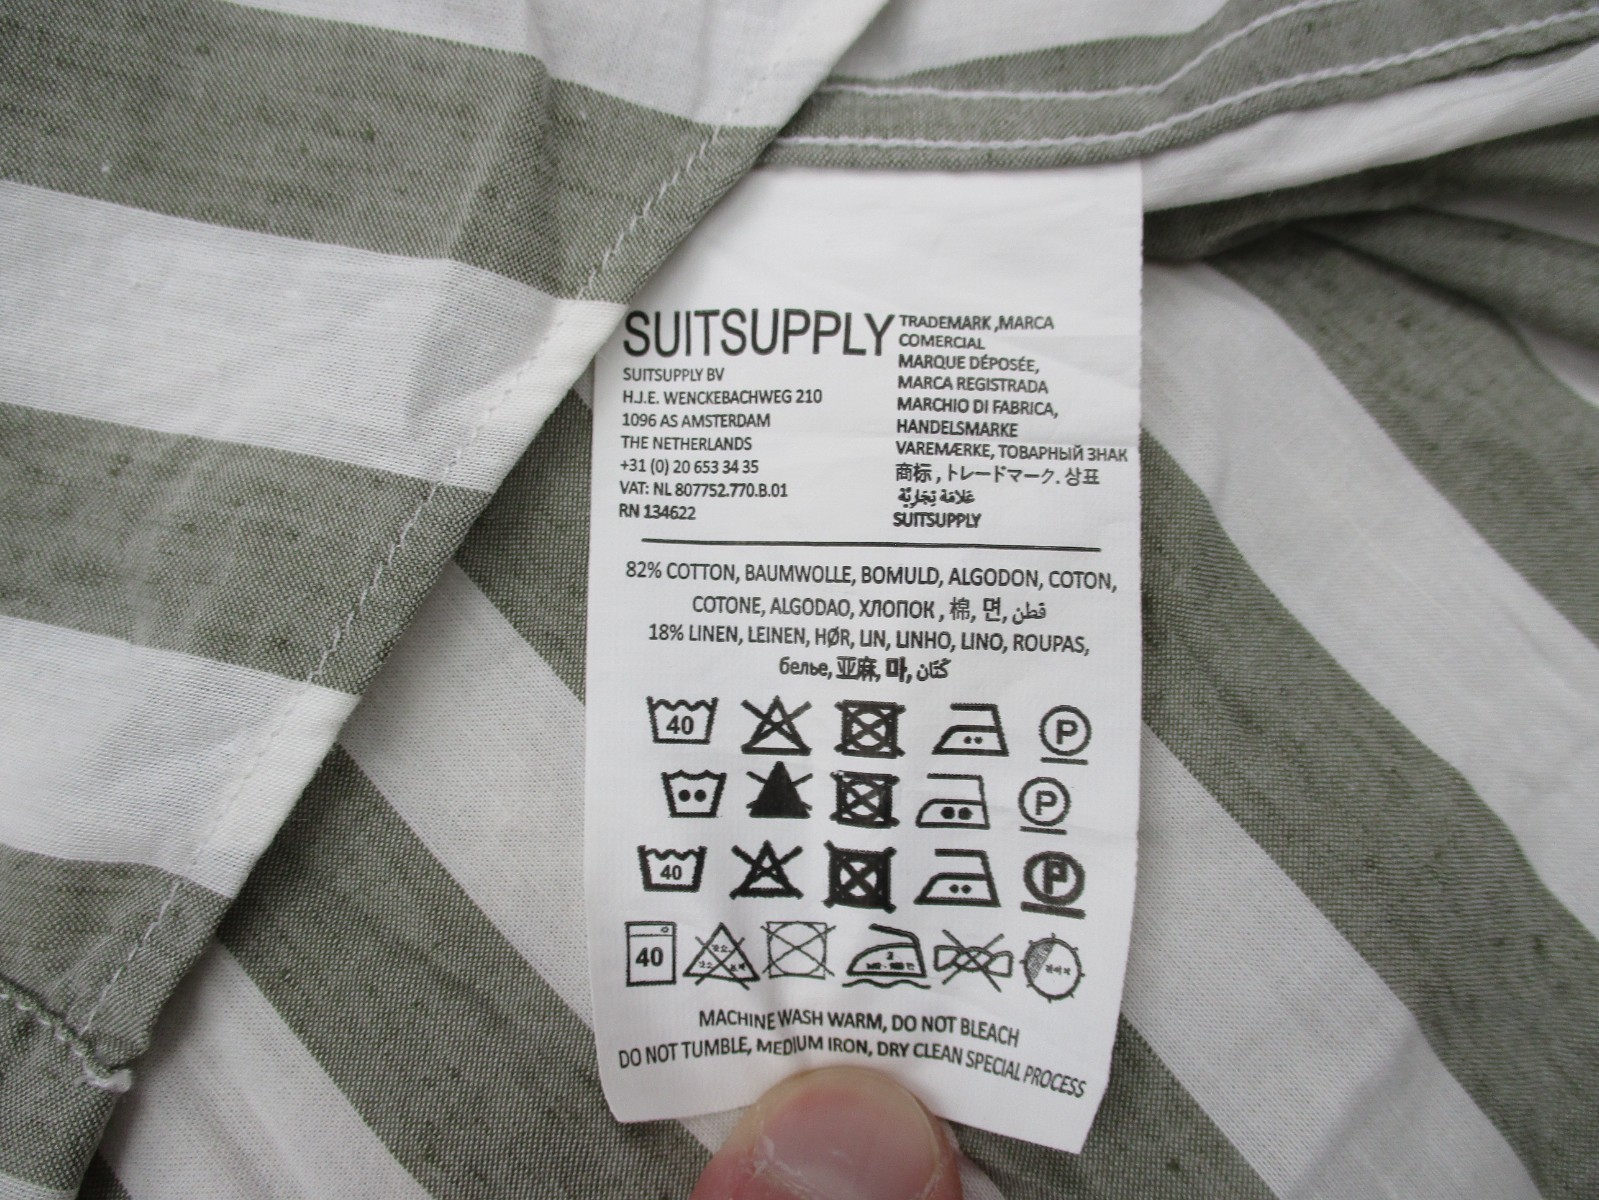 SUITSUPPLY
SUITSUPPLY BV
H.J.E. WENCKEBACHWEG 210
1096 AS AMSTERDAM
THE NETHERLANDS
+31 (0) 20 653 34 35
VAT: NL 807752.770.B.01
RN 134622
TRADEMARK ,MARCA
COMERCIAL
MARQUE DÉPOSÉE,
MARCA REGISTRADA
MARCHIO DI FABRICA,
HANDELSMARKE
VAREMÆRKE, ТОВАРНЫЙ ЗНАК
商标 , トレードマーク. 상표
عَلامَة تِجَارِيَّة
SUITSUPPLY
82% COTTON, BAUMWOLLE, BOMULD, ALGODON, COTON,
COTONE, ALGODAO, ХЛОПОК , 棉, 면, قطن
18% LINEN, LEINEN, HØR, LIN, LINHO, LINO, ROUPAS,
белье, 亚麻, 마, كتان
40 P
P
40 P
40
MACHINE WASH WARM, DO NOT BLEACH
DO NOT TUMBLE, MEDIUM IRON, DRY CLEAN SPECIAL PROCESS